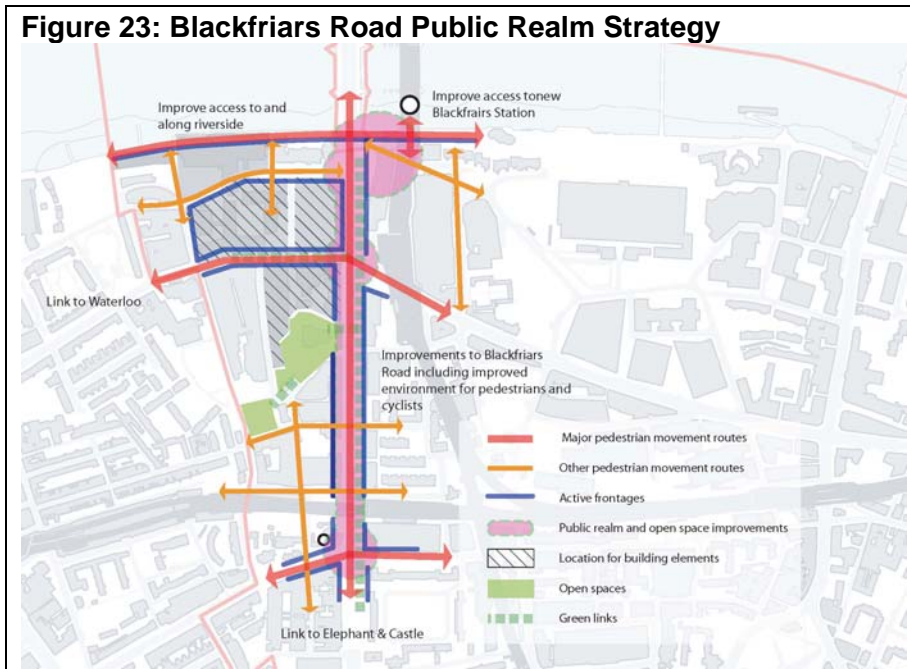 Figure 23: Blackfriars Road Public Realm Strategy
Improve access to and
along riverside
Improve access tonew
Blackfrairs Station
Link to Waterloo
Improvements to Blackfriars
Road including improved
environment for pedestrians and
cyclists
Major pedestrian movement routes
Other pedestrian movement routes
Active frontages
Public realm and open space improvements
Location for building elements
Open spaces
Green links
Link to Elephant & Castle